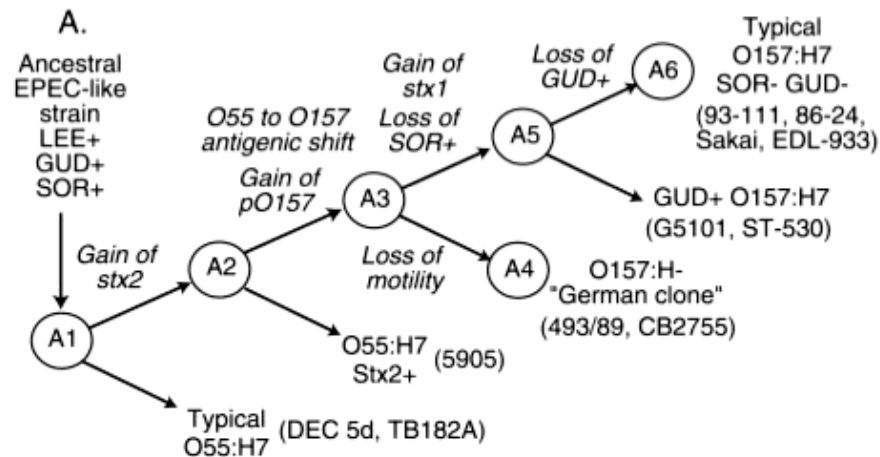 A.
Ancestral
EPEC-like
strain
LEE+
GUD+
SOR+
A1
Gain of
stx2
A2
O55 to O157
antigenic shift
Gain of
pO157
A3
Gain of
stx1
Loss of
SOR+
A5
Loss of
GUD+
A6
Typical
O157:H7
SOR- GUD-
(93-111, 86-24,
Sakai, EDL-933)
GUD+ O157:H7
(G5101, ST-530)
Loss of
motility
A4
O157:H-
"German clone"
(493/89, CB2755)
O55:H7 (5905)
Stx2+
Typical (DEC 5d, TB182A)
O55:H7